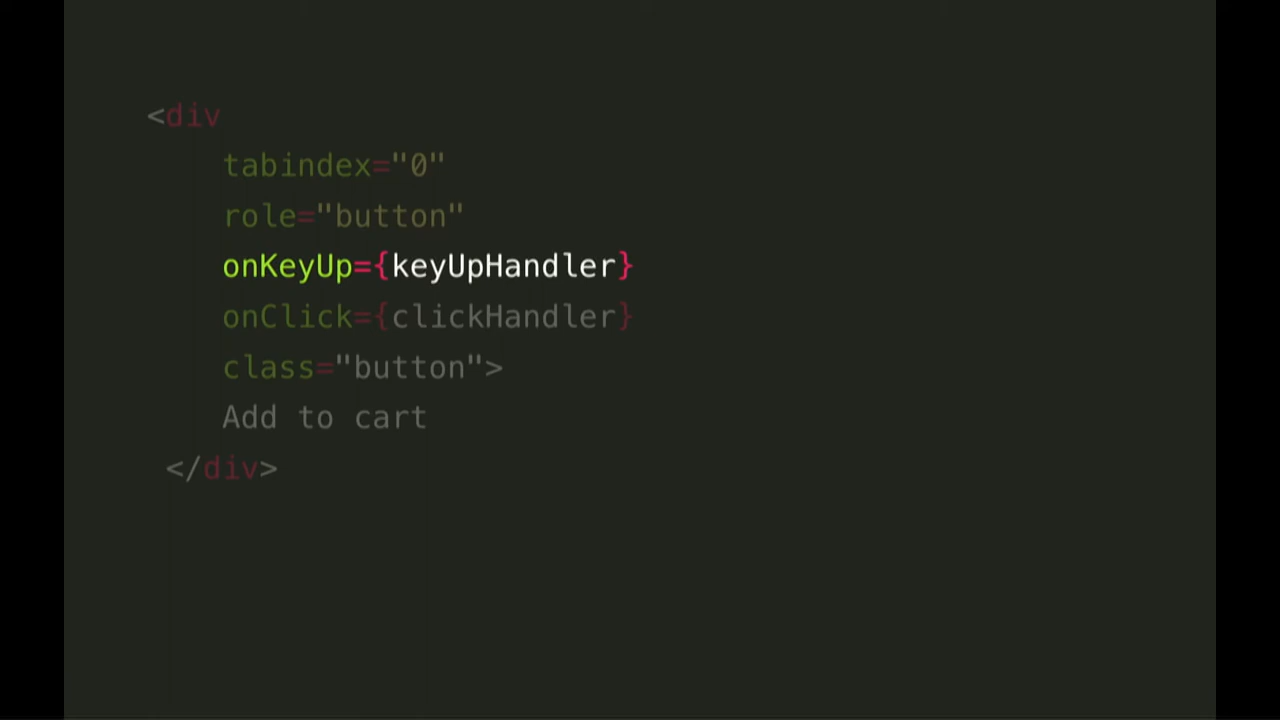 <div
tabindex="0"
role="button"
onKeyUp={keyUpHandler}
onClick={clickHandler}
class="button">
Add to cart
</div>